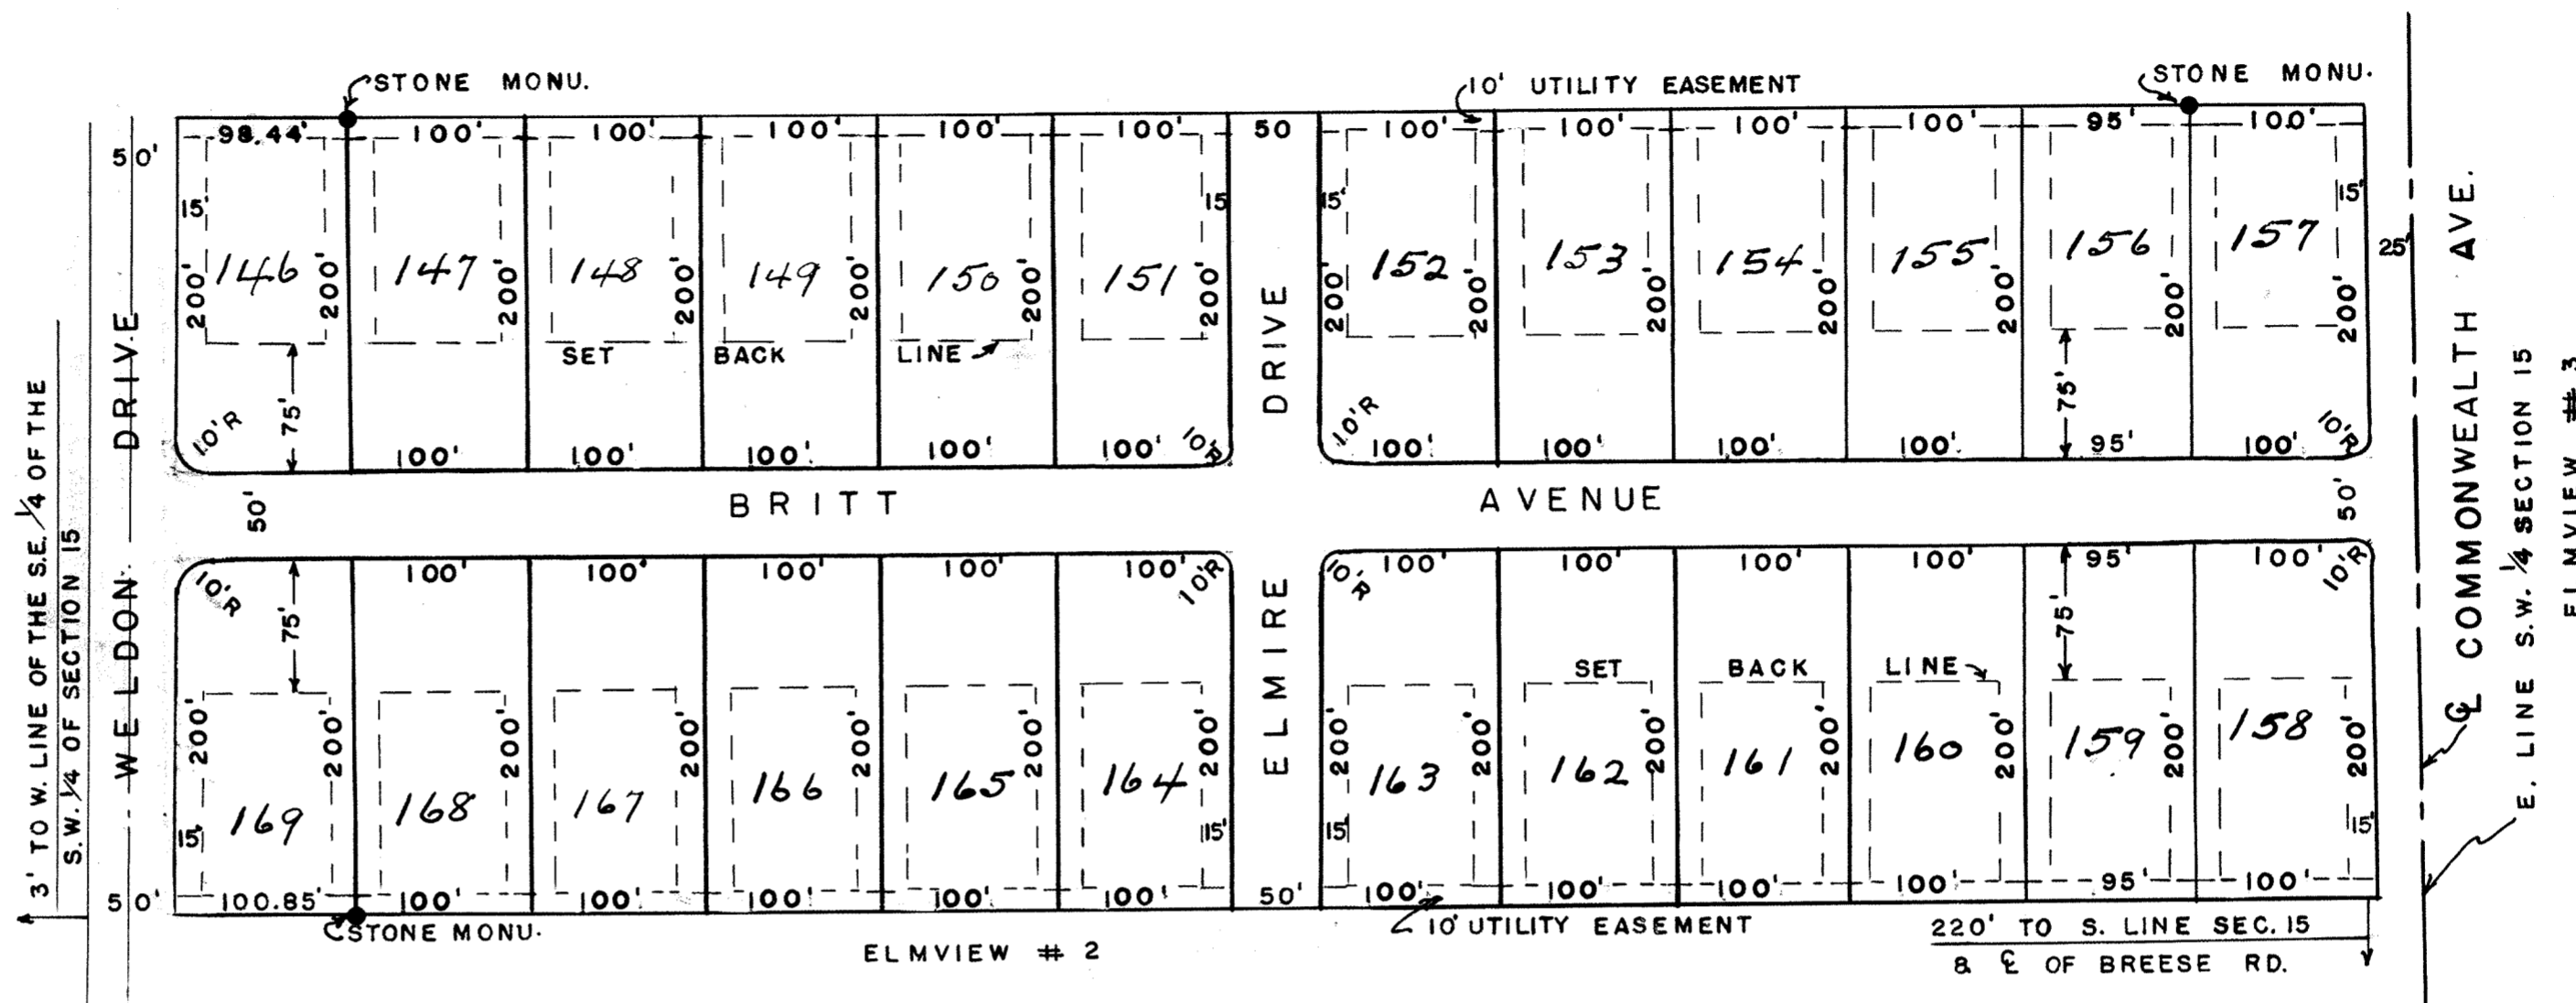 STONE MONU.
10' UTILITY EASEMENT
STONE MONU.
50'
98.44' 100' 100' 100' 100' 100' 50 100' 100' 100' 100' 95' 100'
15' 15' 15' 15' 25'
146 147 148 149 150 151 152 153 154 155 156 157
200' 200' 200' 200' 200' 200' 200' 200' 200' 200' 200' 200' 200' 200'
SET BACK LINE
75' 75'
10'R 10'R 10'R 10'R
100' 100' 100' 100' 100' 100' 100' 100' 100' 95' 100'
50' BRITT AVENUE 50'
WELDON DRIVE
ELMIRE DRIVE
℄ COMMONWEALTH AVE.
E. LINE S.W. 1/4 SECTION 15
ELMVIEW # 3
3' TO W. LINE OF THE S.E. 1/4 OF THE
S.W. 1/4 OF SECTION 15
100' 100' 100' 100' 100' 100' 100' 100' 100' 95' 100'
10'R 10'R 10'R 10'R
75' 75'
SET BACK LINE
200' 200' 200' 200' 200' 200' 200' 200' 200' 200' 200' 200' 200' 200'
169 168 167 166 165 164 163 162 161 160 159 158
15' 15' 15' 15'
50' 100.85' 100' 100' 100' 100' 100' 50' 100' 100' 100' 100' 95' 100'
STONE MONU.
10' UTILITY EASEMENT
220' TO S. LINE SEC. 15
& ℄ OF BREESE RD.
ELMVIEW # 2